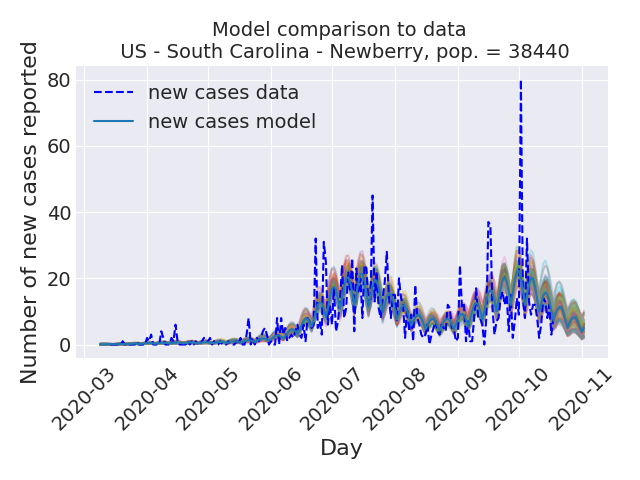 Model comparison to data
US - South Carolina - Newberry, pop. = 38440
Number of new cases reported
80
60
40
20
0
new cases data
new cases model
2020-03
2020-04
2020-05
2020-06
2020-07
2020-08
2020-09
2020-10
2020-11
Day